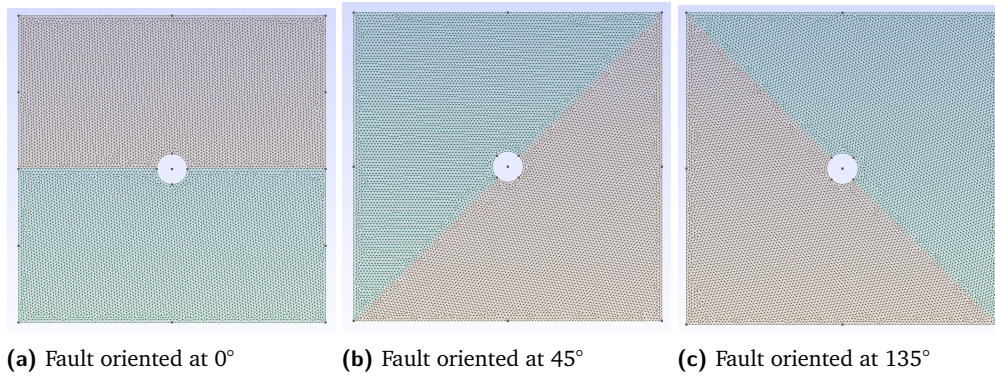 (a) Fault oriented at 0°
(b) Fault oriented at 45°
(c) Fault oriented at 135°